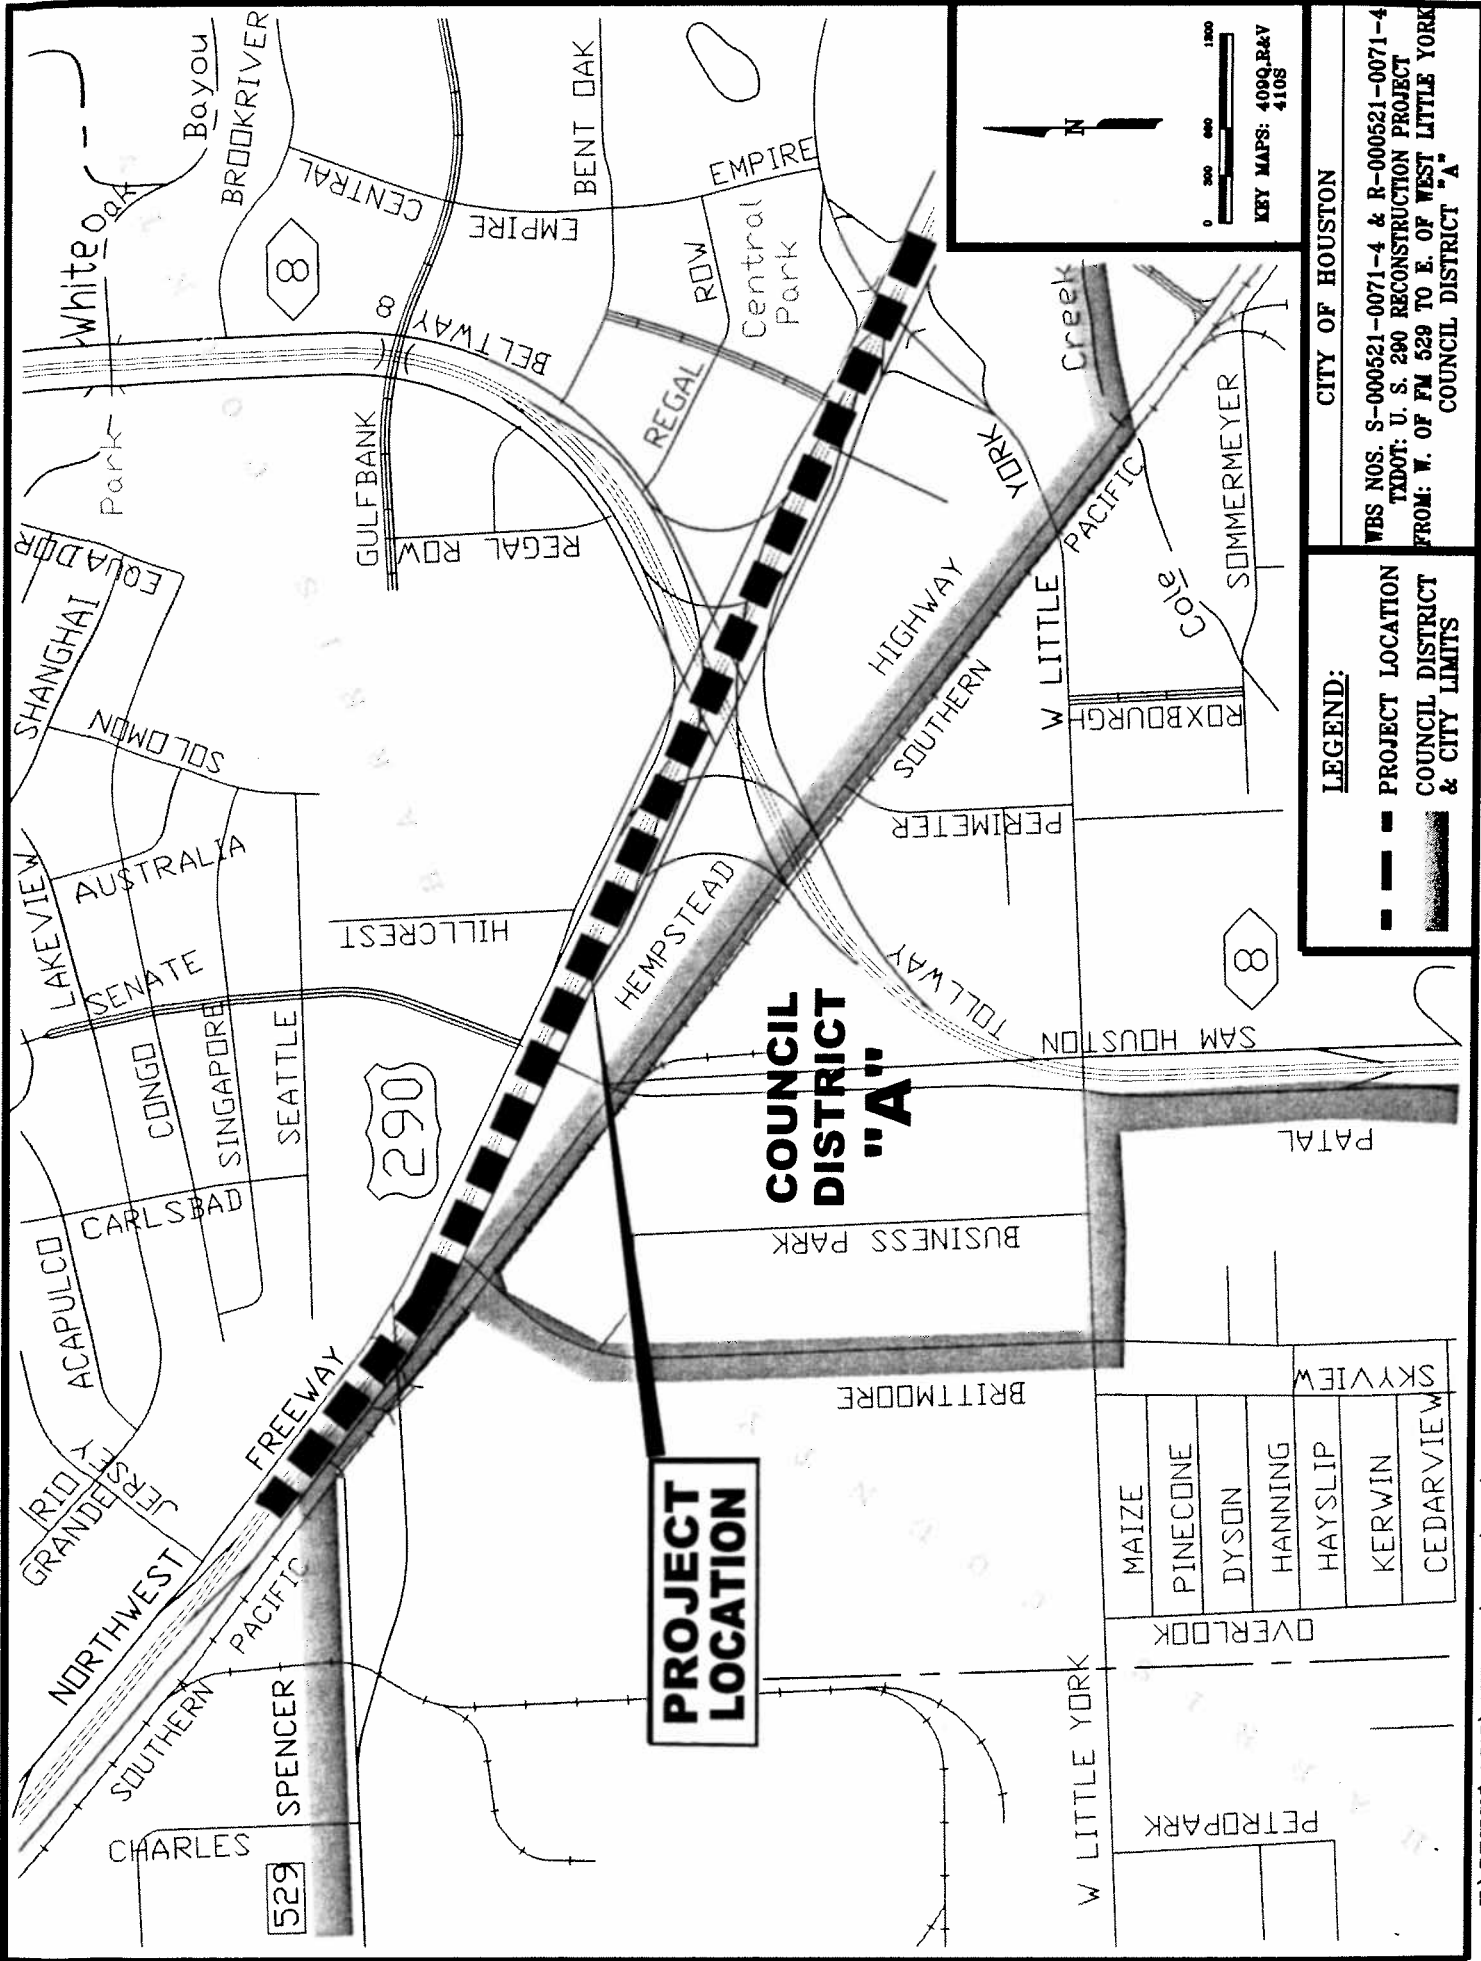 White Oak
Bayou
Park
BROOKRIVER
CENTRAL
8
8
BELTWAY
EMPIRE
BENT OAK
EMPIRE
ROW
Central
Park
REGAL
GULFBANK
REGAL ROW
EQUADOR
SHANGHAI
SOLOMON
LAKEVIEW
AUSTRALIA
SENATE
CONGO
SINGAPORE
SEATTLE
HILLCREST
290
CARLSBAD
ACAPULCO
RIO
GRANDE
JERSEY
NORTHWEST
FREEWAY
SOUTHERN
PACIFIC
CHARLES
SPENCER
529
HEMPSTEAD
HIGHWAY
SOUTHERN
PACIFIC
YORK
W LITTLE
Creek
Cole
SOMMERMEYER
ROXBOURGH
PERIMETER
TOLLWAY
SAM HOUSTON
8
COUNCIL
DISTRICT
"A"
PATAL
BUSINESS PARK
BRITTMOORE
SKYVIEW
MAIZE
PINECONE
DYSON
HANNING
HAYSLIP
KERWIN
CEDARVIEW
OVERLOOK
W LITTLE YORK
PETROPARK
PROJECT
LOCATION
N
0 300 600 1200
KEY MAPS: 409Q,R&V
410S
LEGEND:
PROJECT LOCATION
COUNCIL DISTRICT
& CITY LIMITS
CITY OF HOUSTON
WBS NOS. S-000521-0071-4 & R-000521-0071-4
TXDOT: U. S. 290 RECONSTRUCTION PROJECT
FROM: W. OF FM 529 TO E. OF WEST LITTLE YORK
COUNCIL DISTRICT "A"